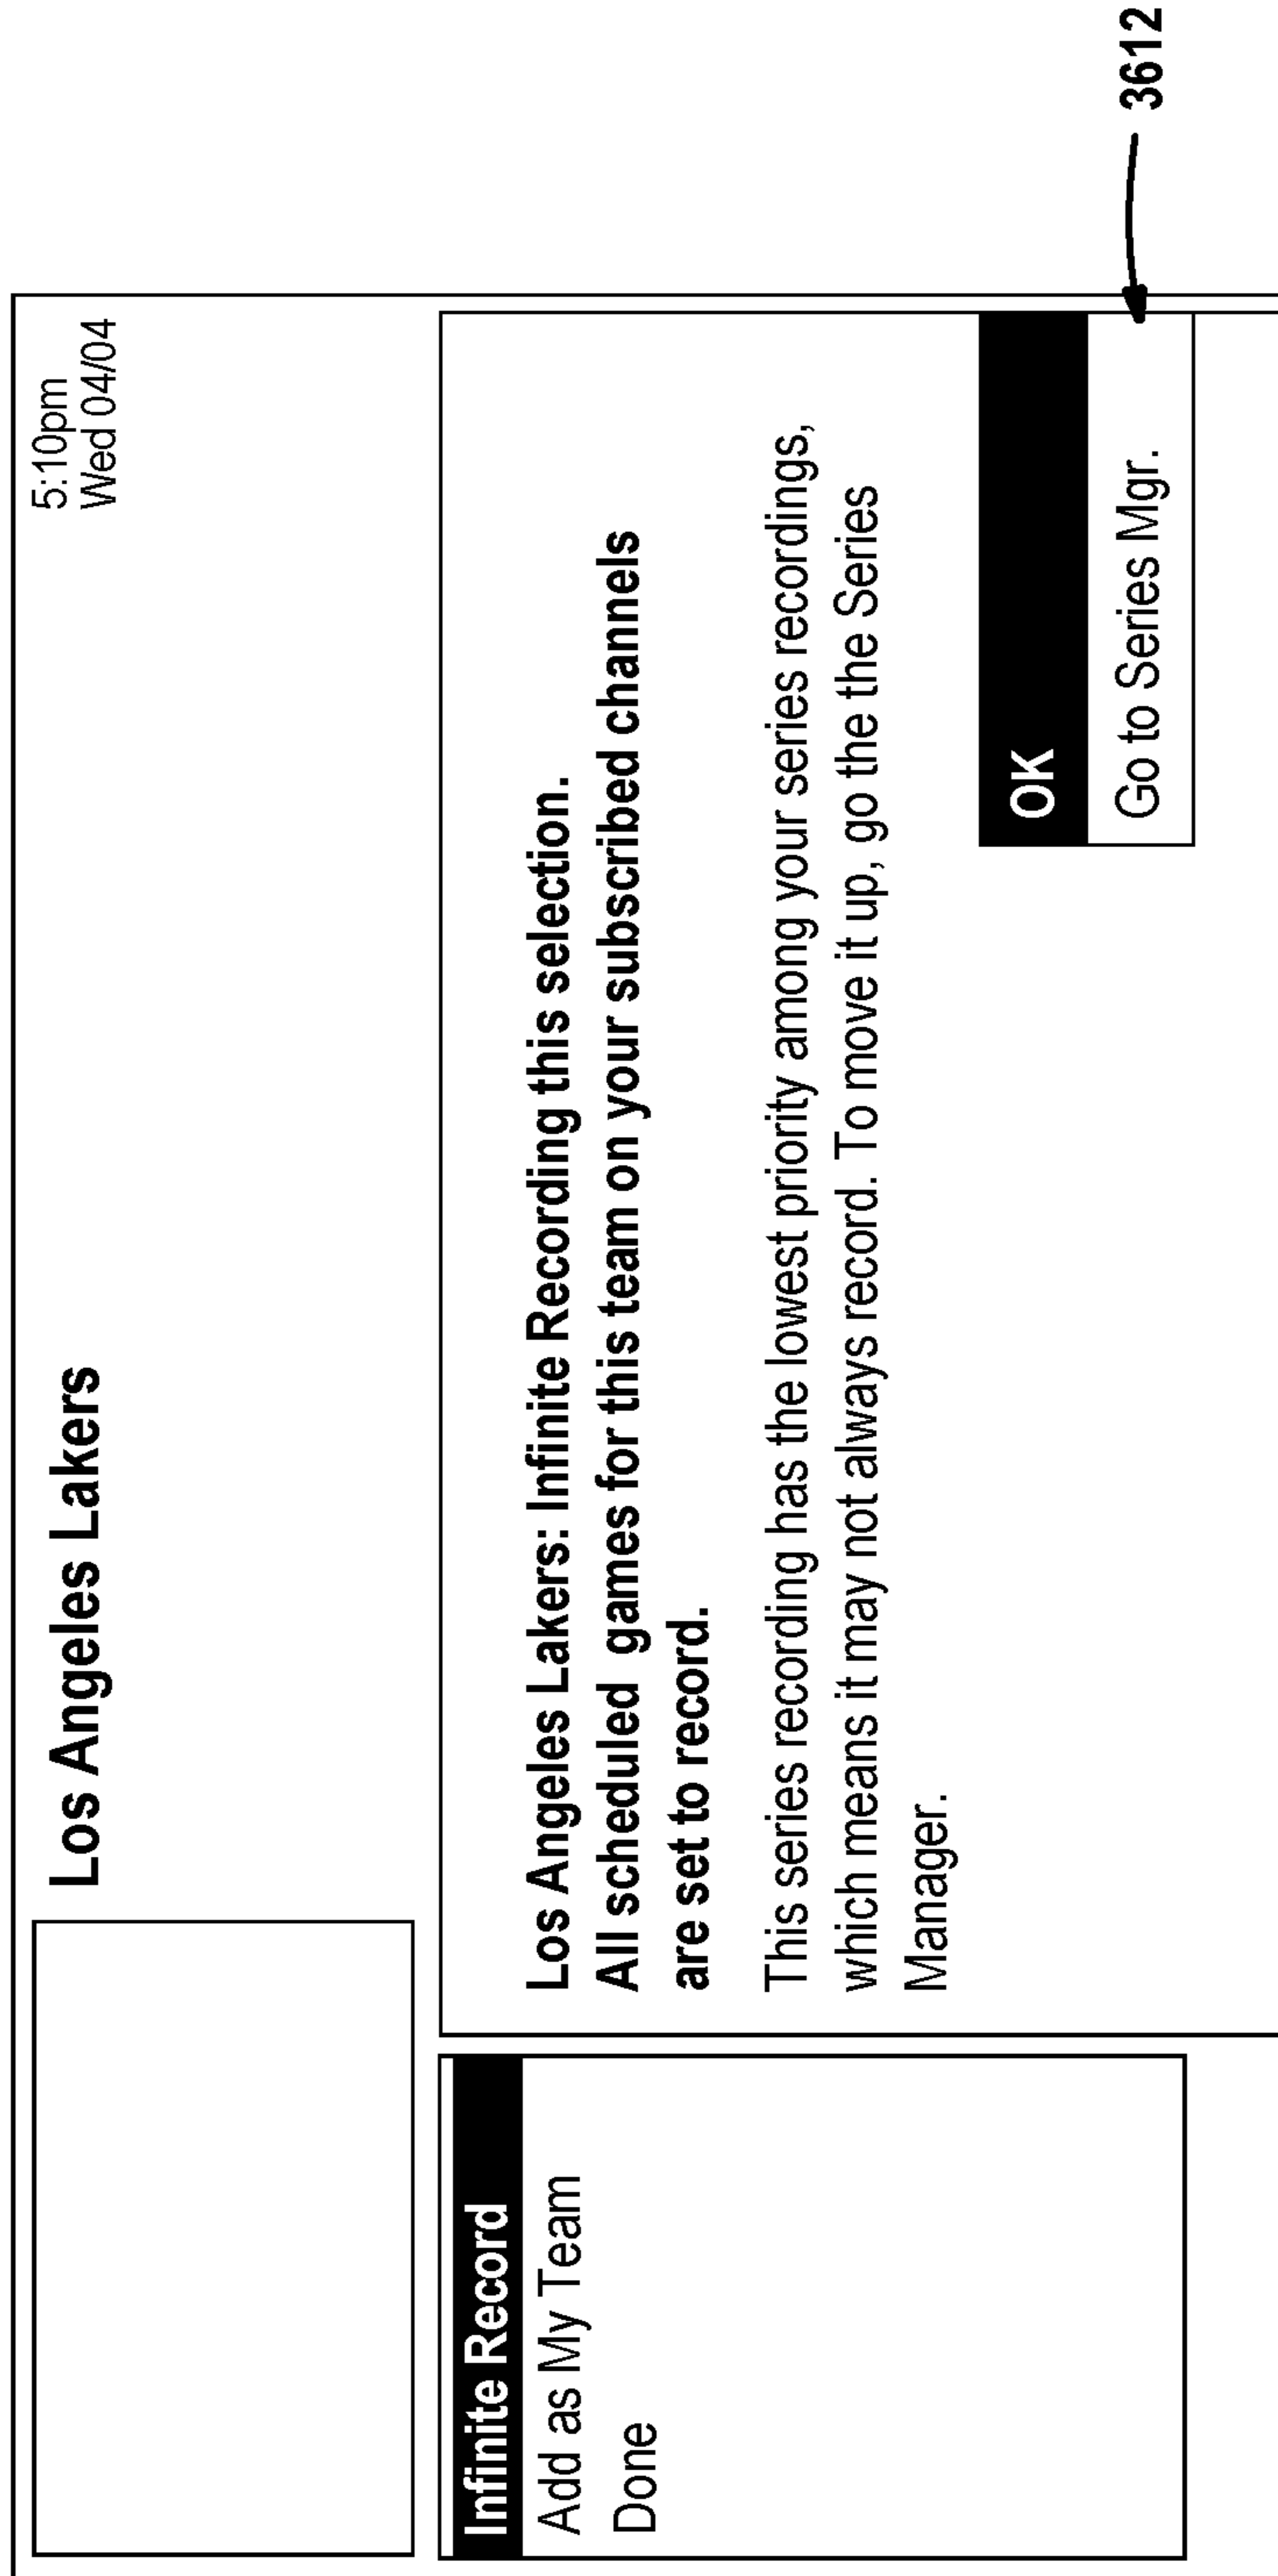 Los Angeles Lakers
5:10pm
Wed 04/04
Infinite Record
Add as My Team
Done
Los Angeles Lakers: Infinite Recording this selection.
All scheduled games for this team on your subscribed channels
are set to record.
This series recording has the lowest priority among your series recordings,
which means it may not always record. To move it up, go the the Series
Manager.
OK
Go to Series Mgr.
3612